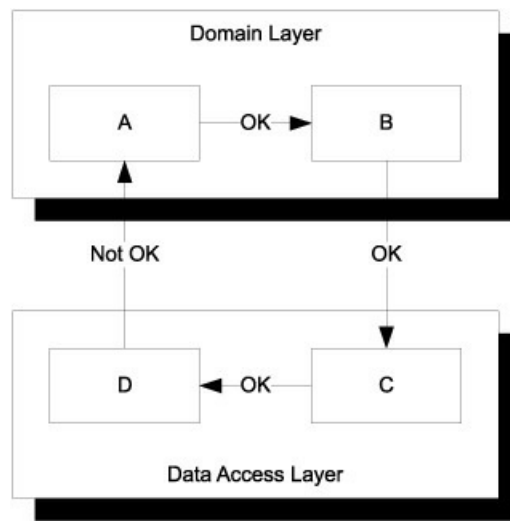 Domain Layer
A OK B
Not OK OK
D OK C
Data Access Layer